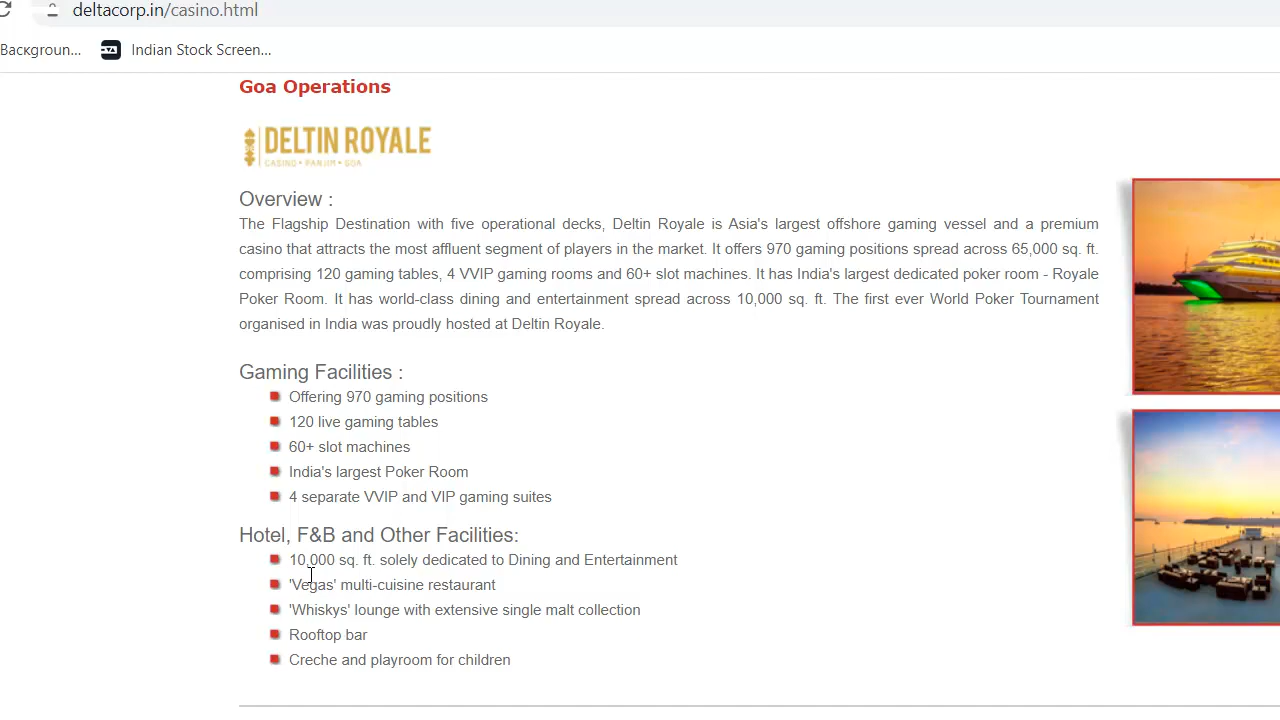 deltacorp.in/casino.html
Backgroun... Indian Stock Screen...
Goa Operations
DELTIN ROYALE
CASINO • PANJIM • GOA
Overview :
The Flagship Destination with five operational decks, Deltin Royale is Asia's largest offshore gaming vessel and a premium
casino that attracts the most affluent segment of players in the market. It offers 970 gaming positions spread across 65,000 sq. ft.
comprising 120 gaming tables, 4 VVIP gaming rooms and 60+ slot machines. It has India's largest dedicated poker room - Royale
Poker Room. It has world-class dining and entertainment spread across 10,000 sq. ft. The first ever World Poker Tournament
organised in India was proudly hosted at Deltin Royale.
Gaming Facilities :
Offering 970 gaming positions
120 live gaming tables
60+ slot machines
India's largest Poker Room
4 separate VVIP and VIP gaming suites
Hotel, F&B and Other Facilities:
10,000 sq. ft. solely dedicated to Dining and Entertainment
'Vegas' multi-cuisine restaurant
'Whiskys' lounge with extensive single malt collection
Rooftop bar
Creche and playroom for children